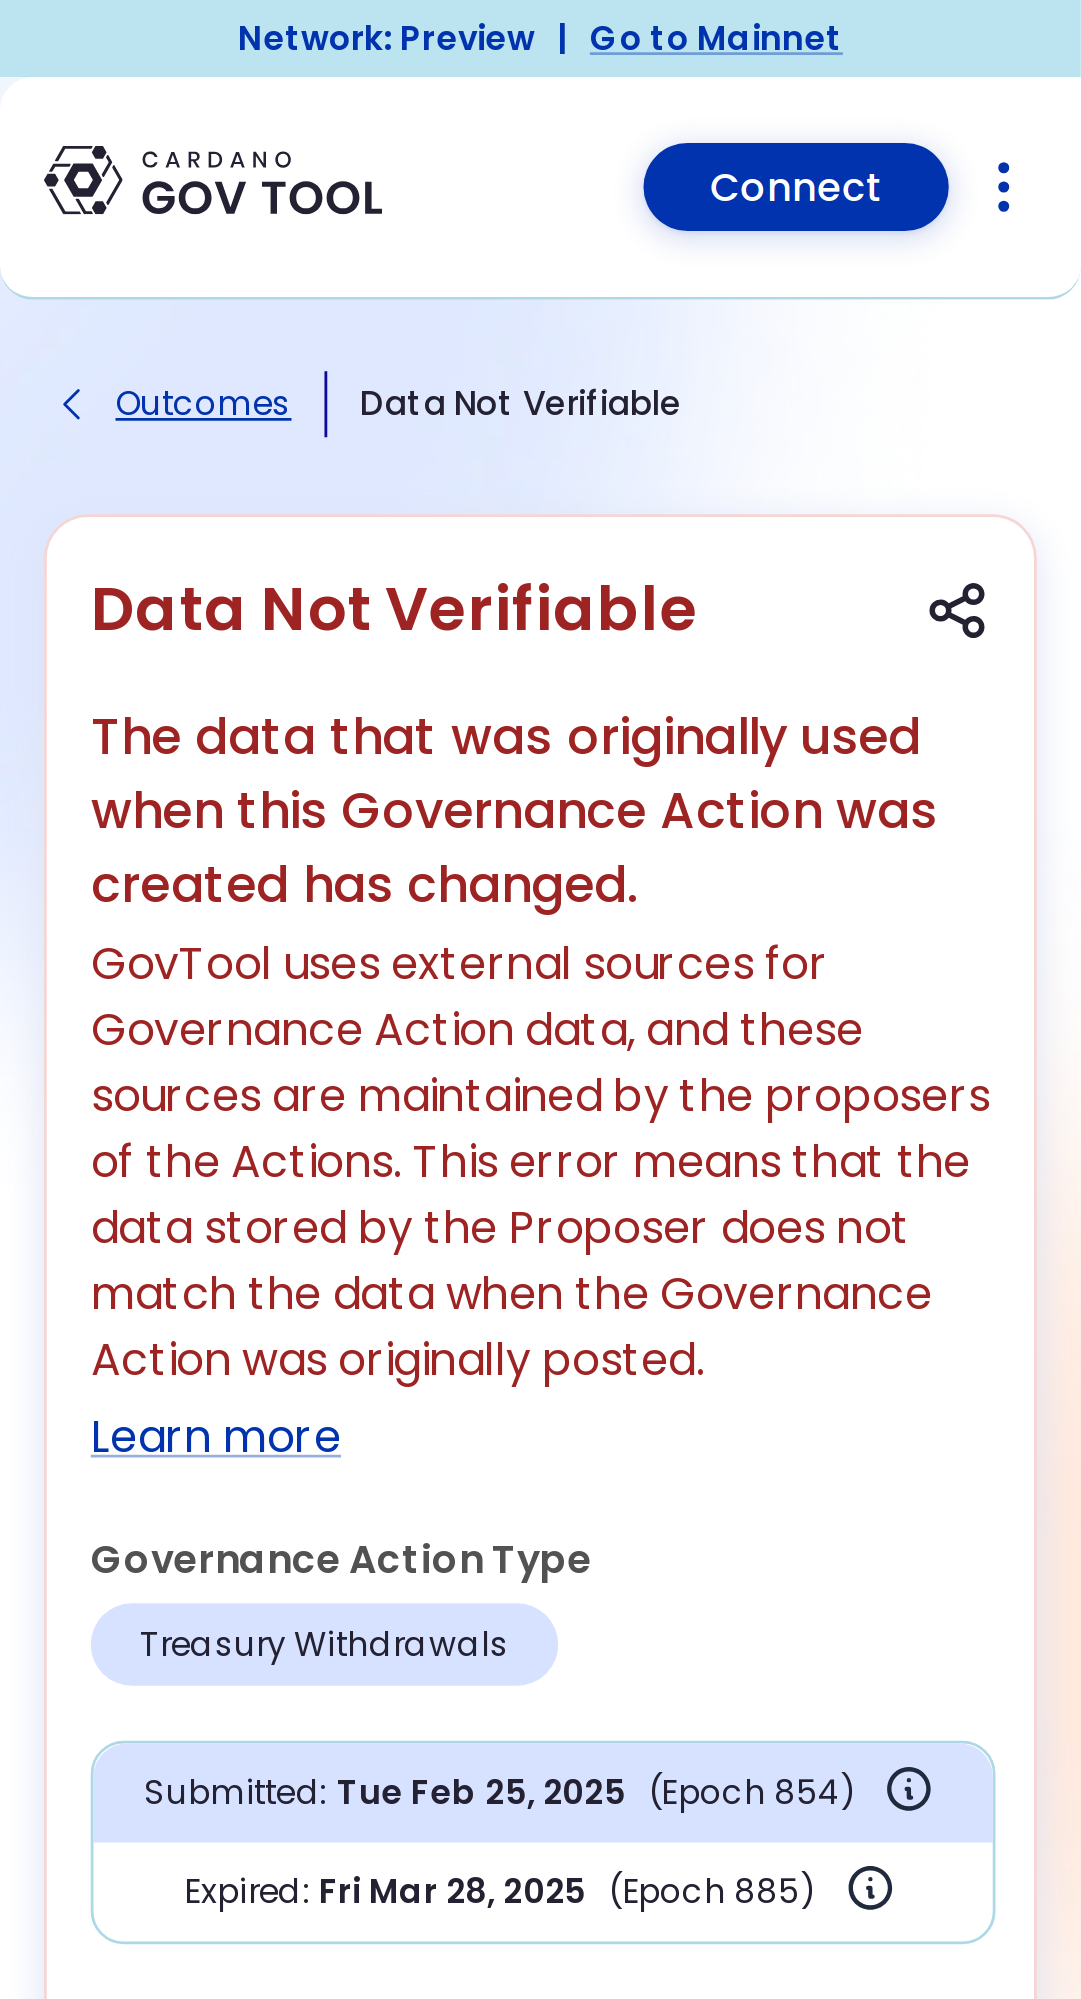 Network: Preview | Go to Mainnet
CARDANO
GOV TOOL
Connect
Outcomes | Data Not Verifiable
Data Not Verifiable
The data that was originally used
when this Governance Action was
created has changed.
GovTool uses external sources for
Governance Action data, and these
sources are maintained by the proposers
of the Actions. This error means that the
data stored by the Proposer does not
match the data when the Governance
Action was originally posted.
Learn more
Governance Action Type
Treasury Withdrawals
Submitted: Tue Feb 25, 2025 (Epoch 854)
Expired: Fri Mar 28, 2025 (Epoch 885)